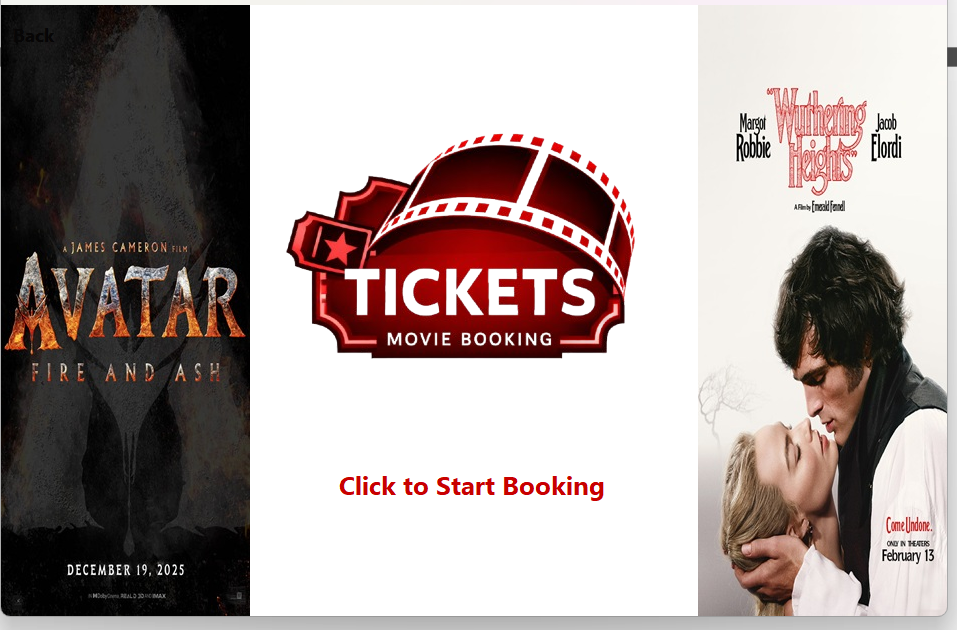 Back
A JAMES CAMERON FILM
AVATAR
FIRE AND ASH
DECEMBER 19, 2025
TICKETS
MOVIE BOOKING
Click to Start Booking
Margot
Robbie
"Wuthering
Heights"
Jacob
Elordi
A Film by Emerald Fennell
Come Undone.
ONLY IN THEATERS
February 13